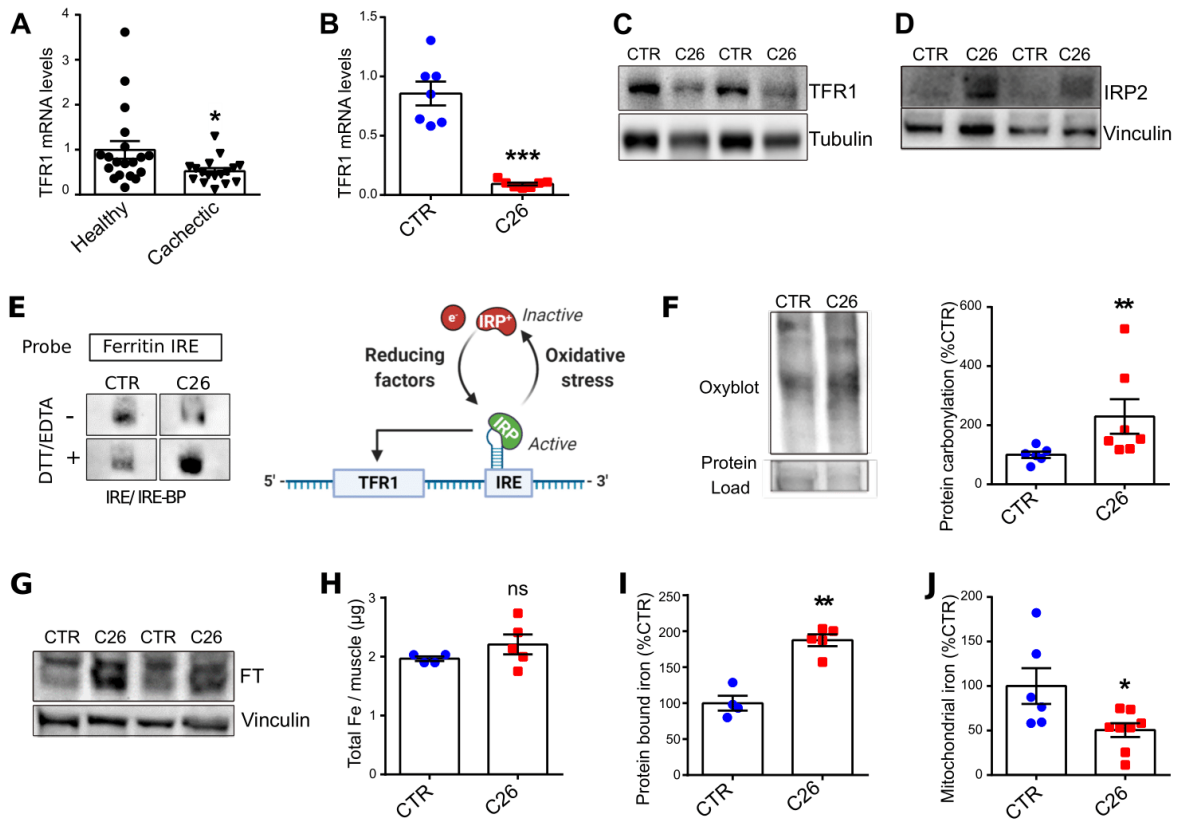 A
TFR1 mRNA levels
4
3
2
1
0
*
Healthy
Cachectic
B
TFR1 mRNA levels
1.5
1.0
0.5
0.0
***
CTR
C26
C
CTR C26 CTR C26
TFR1
Tubulin
D
CTR C26 CTR C26
IRP2
Vinculin
E
Probe Ferritin IRE
CTR C26
DTT/EDTA
-
+
IRE/ IRE-BP
e-
IRP+
Inactive
Reducing factors
Oxidative stress
IRP
Active
5' - TFR1 IRE - 3'
F
CTR C26
Oxyblot
Protein
Load
Protein carbonylation (%CTR)
600
400
200
0
**
CTR
C26
G
CTR C26 CTR C26
FT
Vinculin
H
Total Fe / muscle (µg)
3
2
1
0
ns
CTR
C26
I
Protein bound iron (%CTR)
250
200
150
100
50
0
**
CTR
C26
J
Mitochondrial iron (%CTR)
200
150
100
50
0
*
CTR
C26